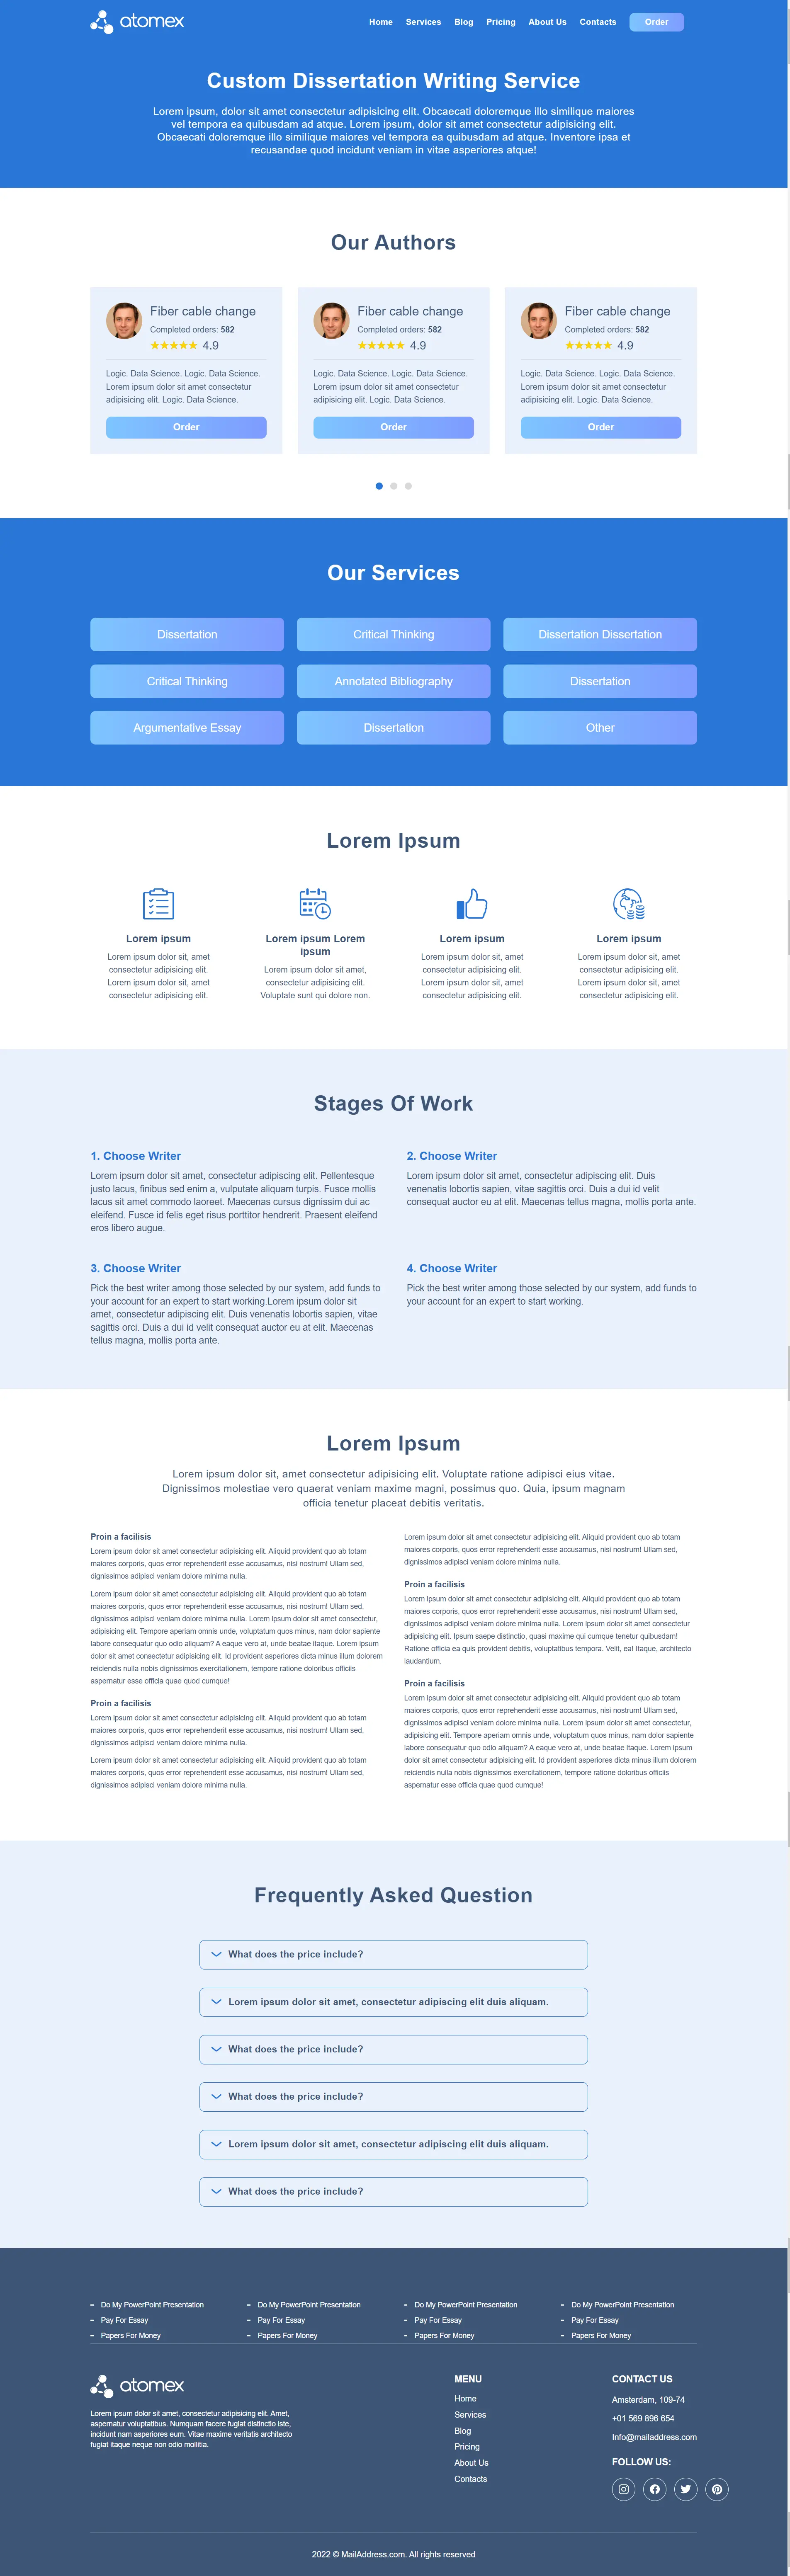 atomex
Home Services Blog Pricing About Us Contacts Order
Custom Dissertation Writing Service
Lorem ipsum, dolor sit amet consectetur adipisicing elit. Obcaecati doloremque illo similique maiores
vel tempora ea quibusdam ad atque. Lorem ipsum, dolor sit amet consectetur adipisicing elit.
Obcaecati doloremque illo similique maiores vel tempora ea quibusdam ad atque. Inventore ipsa et
recusandae quod incidunt veniam in vitae asperiores atque!
Our Authors
Fiber cable change
Completed orders: 582
4.9
Logic. Data Science. Logic. Data Science.
Lorem ipsum dolor sit amet consectetur
adipisicing elit. Logic. Data Science.
Order
Fiber cable change
Completed orders: 582
4.9
Logic. Data Science. Logic. Data Science.
Lorem ipsum dolor sit amet consectetur
adipisicing elit. Logic. Data Science.
Order
Fiber cable change
Completed orders: 582
4.9
Logic. Data Science. Logic. Data Science.
Lorem ipsum dolor sit amet consectetur
adipisicing elit. Logic. Data Science.
Order
Our Services
Dissertation
Critical Thinking
Dissertation Dissertation
Critical Thinking
Annotated Bibliography
Dissertation
Argumentative Essay
Dissertation
Other
Lorem Ipsum
Lorem ipsum
Lorem ipsum dolor sit, amet
consectetur adipisicing elit.
Lorem ipsum dolor sit, amet
consectetur adipisicing elit.
Lorem ipsum Lorem
ipsum
Lorem ipsum dolor sit amet,
consectetur adipisicing elit.
Voluptate sunt qui dolore non.
Lorem ipsum
Lorem ipsum dolor sit, amet
consectetur adipisicing elit.
Lorem ipsum dolor sit, amet
consectetur adipisicing elit.
Lorem ipsum
Lorem ipsum dolor sit, amet
consectetur adipisicing elit.
Lorem ipsum dolor sit, amet
consectetur adipisicing elit.
Stages Of Work
1. Choose Writer
Lorem ipsum dolor sit amet, consectetur adipiscing elit. Pellentesque
justo lacus, finibus sed enim a, vulputate aliquam turpis. Fusce mollis
lacus sit amet commodo laoreet. Maecenas cursus dignissim dui ac
eleifend. Fusce id felis eget risus porttitor hendrerit. Praesent eleifend
eros libero augue.
2. Choose Writer
Lorem ipsum dolor sit amet, consectetur adipiscing elit. Duis
venenatis lobortis sapien, vitae sagittis orci. Duis a dui id velit
consequat auctor eu at elit. Maecenas tellus magna, mollis porta ante.
3. Choose Writer
Pick the best writer among those selected by our system, add funds to
your account for an expert to start working.Lorem ipsum dolor sit
amet, consectetur adipiscing elit. Duis venenatis lobortis sapien, vitae
sagittis orci. Duis a dui id velit consequat auctor eu at elit. Maecenas
tellus magna, mollis porta ante.
4. Choose Writer
Pick the best writer among those selected by our system, add funds to
your account for an expert to start working.
Lorem Ipsum
Lorem ipsum dolor sit, amet consectetur adipisicing elit. Voluptate ratione adipisci eius vitae.
Dignissimos molestiae vero quaerat veniam maxime magni, possimus quo. Quia, ipsum magnam
officia tenetur placeat debitis veritatis.
Proin a facilisis
Lorem ipsum dolor sit amet consectetur adipisicing elit. Aliquid provident quo ab totam
maiores corporis, quos error reprehenderit esse accusamus, nisi nostrum! Ullam sed,
dignissimos adipisci veniam dolore minima nulla.
Lorem ipsum dolor sit amet consectetur adipisicing elit. Aliquid provident quo ab totam
maiores corporis, quos error reprehenderit esse accusamus, nisi nostrum! Ullam sed,
dignissimos adipisci veniam dolore minima nulla. Lorem ipsum dolor sit amet consectetur,
adipisicing elit. Tempore aperiam omnis unde, voluptatum quos minus, nam dolor sapiente
labore consequatur quo odio aliquam? A eaque vero at, unde beatae itaque. Lorem ipsum
dolor sit amet consectetur adipisicing elit. Id provident asperiores dicta minus illum dolorem
reiciendis nulla nobis dignissimos exercitationem, tempore ratione doloribus officiis
aspernatur esse officia quae quod cumque!
Proin a facilisis
Lorem ipsum dolor sit amet consectetur adipisicing elit. Aliquid provident quo ab totam
maiores corporis, quos error reprehenderit esse accusamus, nisi nostrum! Ullam sed,
dignissimos adipisci veniam dolore minima nulla.
Lorem ipsum dolor sit amet consectetur adipisicing elit. Aliquid provident quo ab totam
maiores corporis, quos error reprehenderit esse accusamus, nisi nostrum! Ullam sed,
dignissimos adipisci veniam dolore minima nulla.
Lorem ipsum dolor sit amet consectetur adipisicing elit. Aliquid provident quo ab totam
maiores corporis, quos error reprehenderit esse accusamus, nisi nostrum! Ullam sed,
dignissimos adipisci veniam dolore minima nulla.
Proin a facilisis
Lorem ipsum dolor sit amet consectetur adipisicing elit. Aliquid provident quo ab totam
maiores corporis, quos error reprehenderit esse accusamus, nisi nostrum! Ullam sed,
dignissimos adipisci veniam dolore minima nulla. Lorem ipsum dolor sit amet consectetur
adipisicing elit. Ipsum saepe distinctio, quasi maxime qui cumque tenetur quibusdam!
Ratione officia ea quis provident debitis, voluptatibus tempora. Velit, ea! Itaque, architecto
laudantium.
Proin a facilisis
Lorem ipsum dolor sit amet consectetur adipisicing elit. Aliquid provident quo ab totam
maiores corporis, quos error reprehenderit esse accusamus, nisi nostrum! Ullam sed,
dignissimos adipisci veniam dolore minima nulla. Lorem ipsum dolor sit amet consectetur,
adipisicing elit. Tempore aperiam omnis unde, voluptatum quos minus, nam dolor sapiente
labore consequatur quo odio aliquam? A eaque vero at, unde beatae itaque. Lorem ipsum
dolor sit amet consectetur adipisicing elit. Id provident asperiores dicta minus illum dolorem
reiciendis nulla nobis dignissimos exercitationem, tempore ratione doloribus officiis
aspernatur esse officia quae quod cumque!
Frequently Asked Question
What does the price include?
Lorem ipsum dolor sit amet, consectetur adipiscing elit duis aliquam.
What does the price include?
What does the price include?
Lorem ipsum dolor sit amet, consectetur adipiscing elit duis aliquam.
What does the price include?
- Do My PowerPoint Presentation
- Pay For Essay
- Papers For Money
- Do My PowerPoint Presentation
- Pay For Essay
- Papers For Money
- Do My PowerPoint Presentation
- Pay For Essay
- Papers For Money
- Do My PowerPoint Presentation
- Pay For Essay
- Papers For Money
atomex
Lorem ipsum dolor sit amet, consectetur adipisicing elit. Amet,
aspernatur voluptatibus. Numquam facere fugiat distinctio iste,
incidunt nam asperiores eum. Vitae maxime veritatis architecto
fugiat itaque neque non odio mollitia.
MENU
Home
Services
Blog
Pricing
About Us
Contacts
CONTACT US
Amsterdam, 109-74
+01 569 896 654
Info@mailaddress.com
FOLLOW US:
2022 © MailAddress.com. All rights reserved